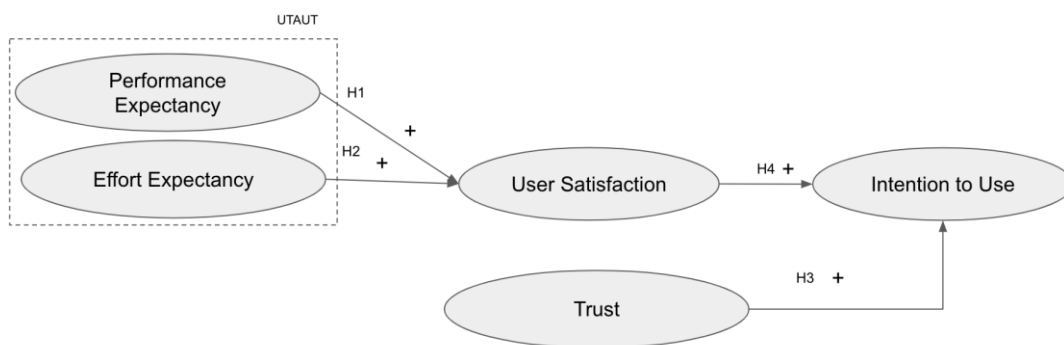 UTAUT
Performance
Expectancy
H1
+
H2
+
Effort Expectancy
User Satisfaction
H4 +
Intention to Use
H3 +
Trust